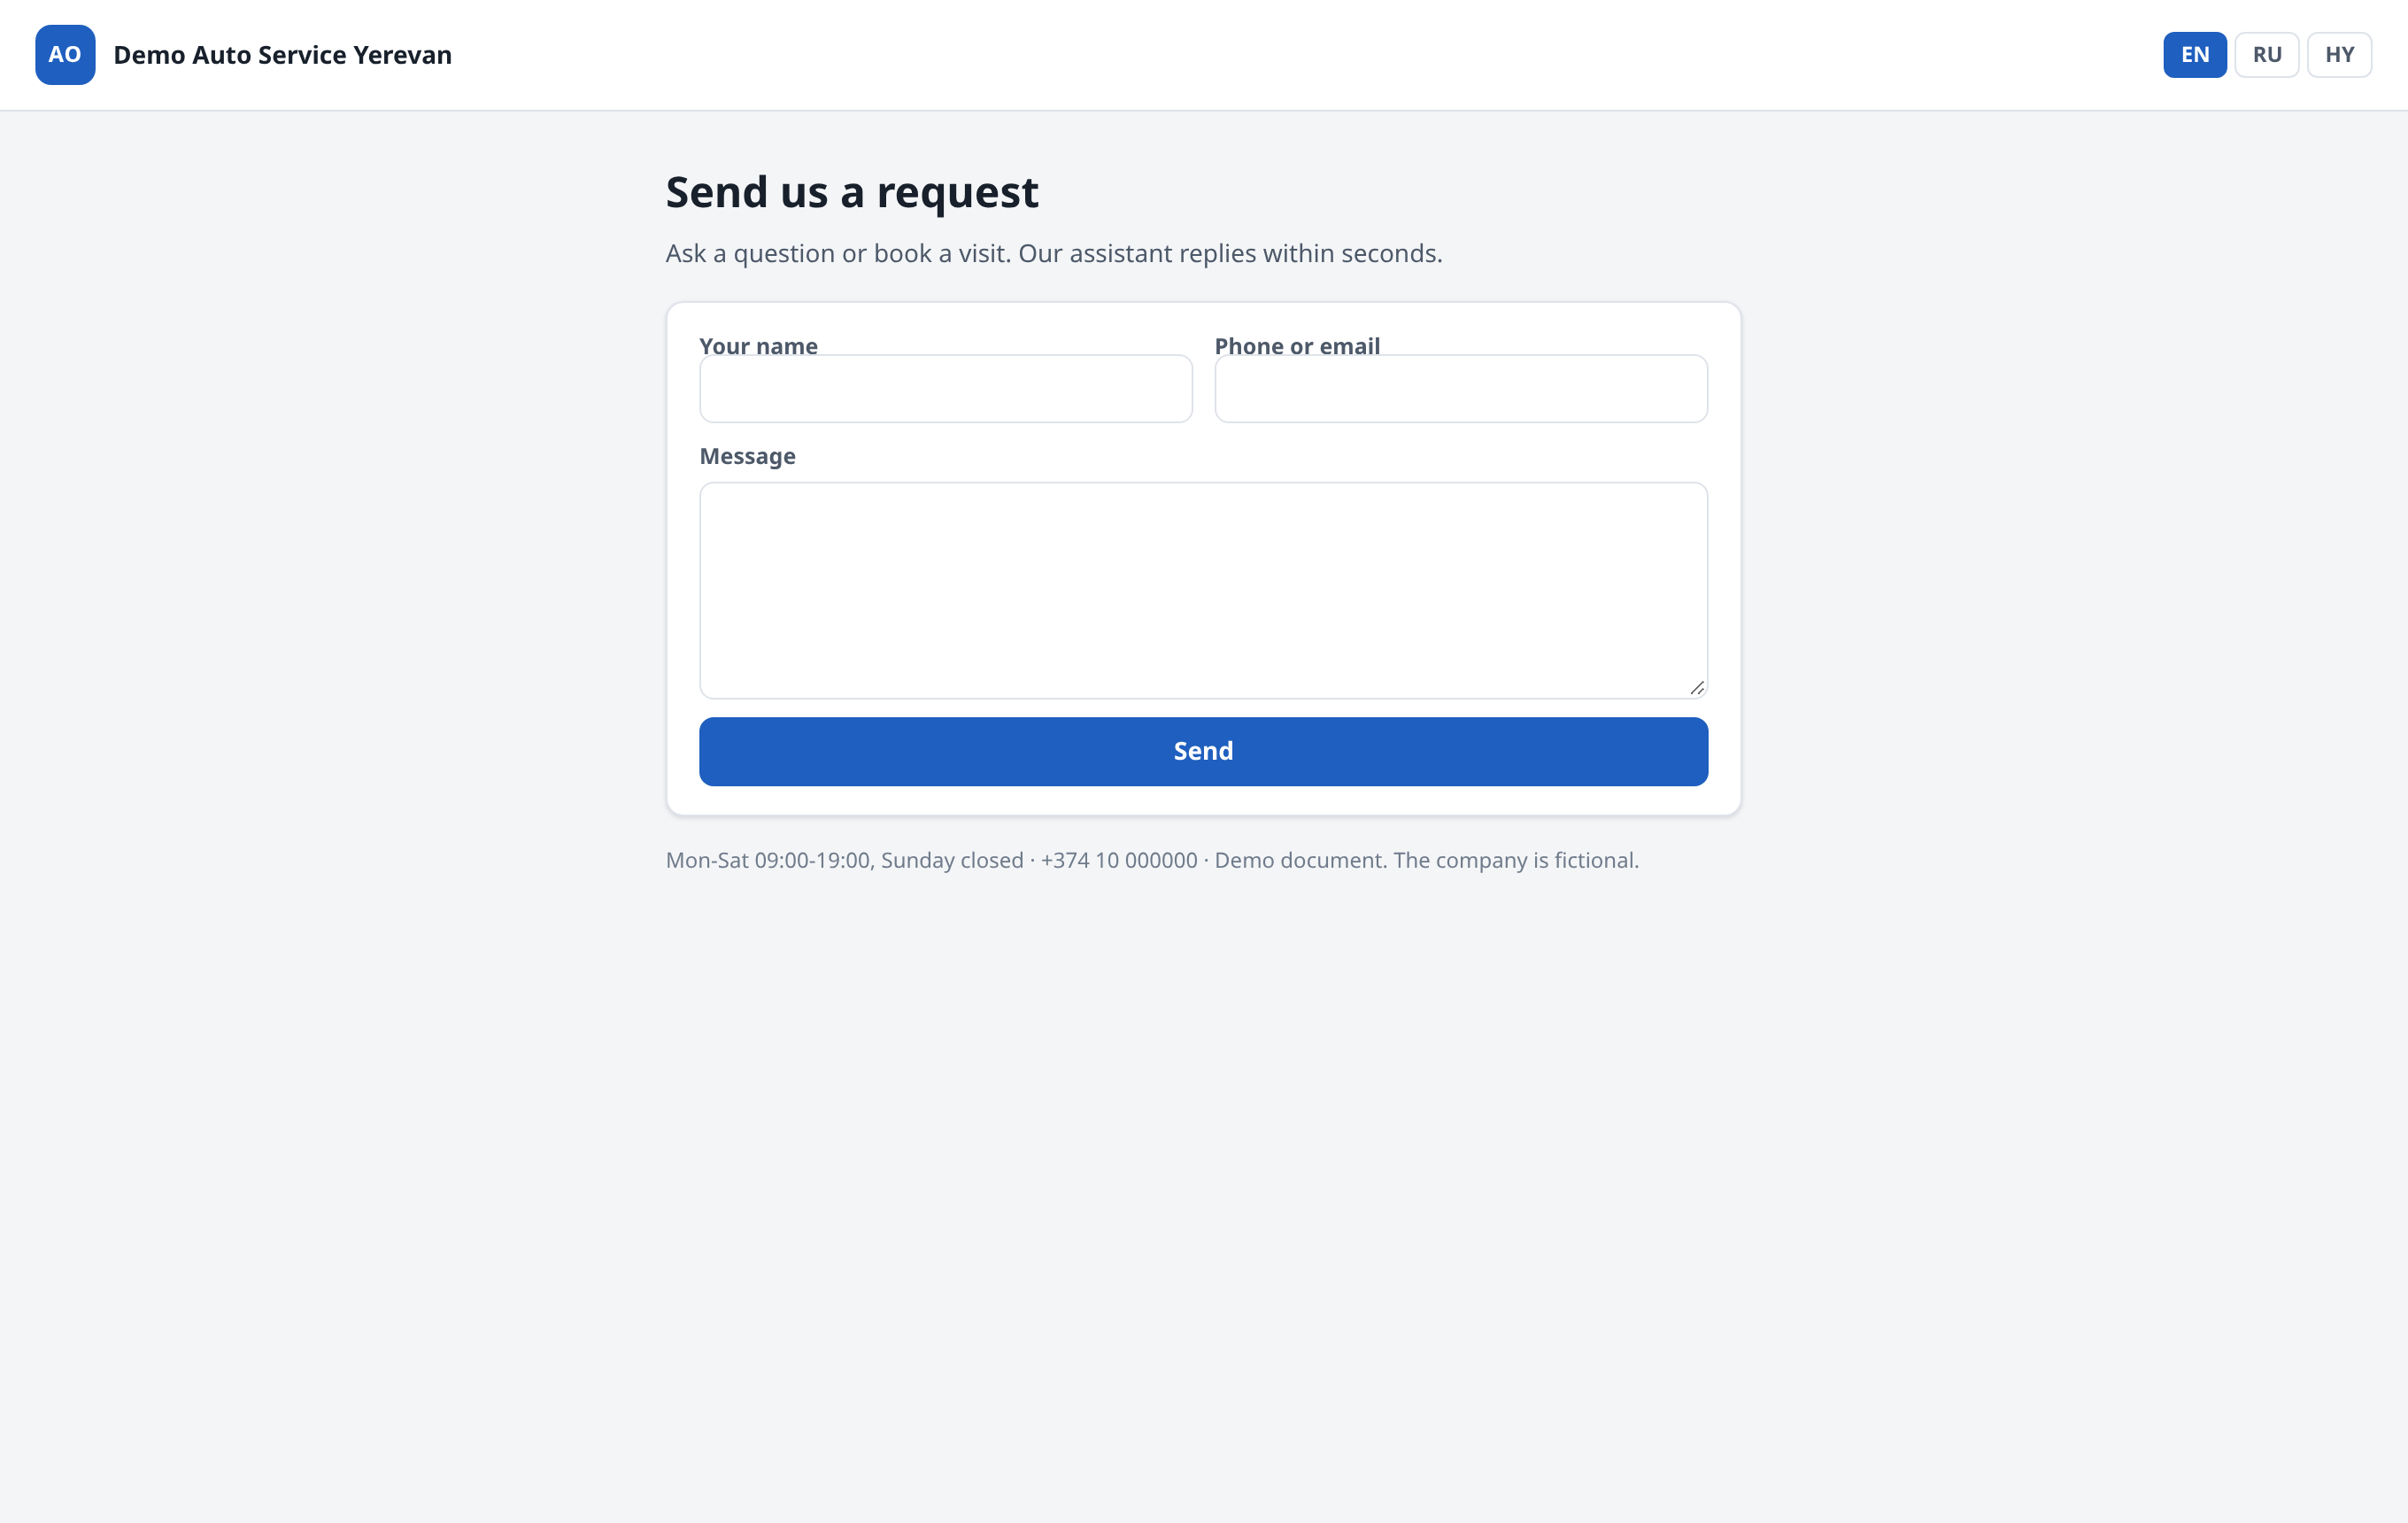 AO Demo Auto Service Yerevan EN RU HY
Send us a request
Ask a question or book a visit. Our assistant replies within seconds.
Your name Phone or email
Message
Send
Mon-Sat 09:00-19:00, Sunday closed · +374 10 000000 · Demo document. The company is fictional.